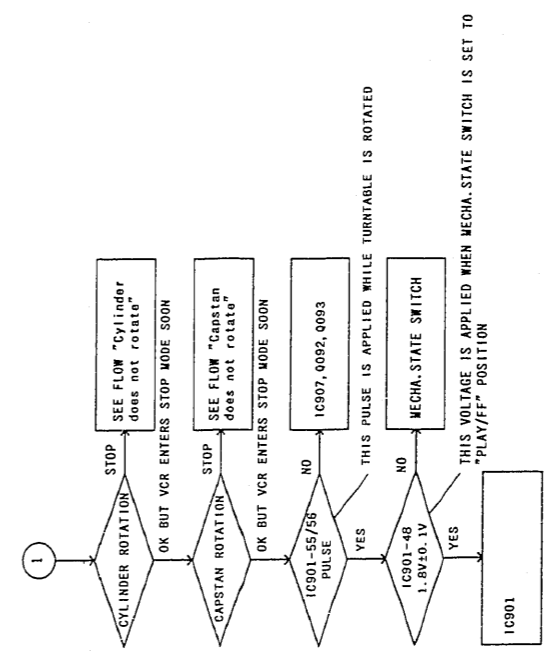 1
CYLINDER ROTATION
STOP
SEE FLOW "Cylinder
does not rotate"
OK BUT VCR ENTERS STOP MODE SOON
CAPSTAN ROTATION
STOP
SEE FLOW "Capstan
does not rotate"
OK BUT VCR ENTERS STOP MODE SOON
IC901-55/56
PULSE
NO
IC907, Q092, Q093
THIS PULSE IS APPLIED WHILE TURNTABLE IS ROTATED
YES
IC901-48
1.8V±0.1V
NO
MECHA.STATE SWITCH
THIS VOLTAGE IS APPLIED WHEN MECHA.STATE SWITCH IS SET TO
"PLAY/FF" POSITION
YES
IC901